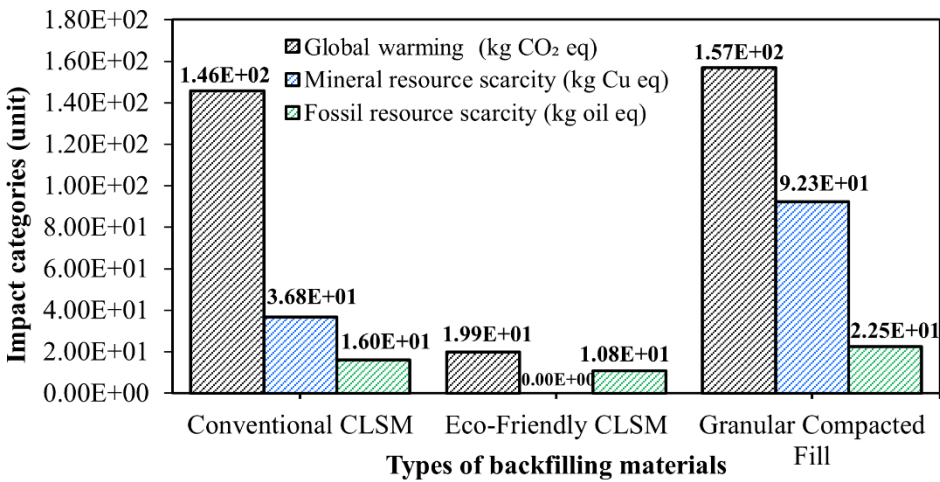 Impact categories (unit)
1.80E+02
1.60E+02
1.40E+02
1.20E+02
1.00E+02
8.00E+01
6.00E+01
4.00E+01
2.00E+01
0.00E+00
Global warming (kg CO₂ eq)
Mineral resource scarcity (kg Cu eq)
Fossil resource scarcity (kg oil eq)
1.46E+02
3.68E+01
1.60E+01
1.99E+01
0.00E+00
1.08E+01
1.57E+02
9.23E+01
2.25E+01
Conventional CLSM
Eco-Friendly CLSM
Granular Compacted
Fill
Types of backfilling materials